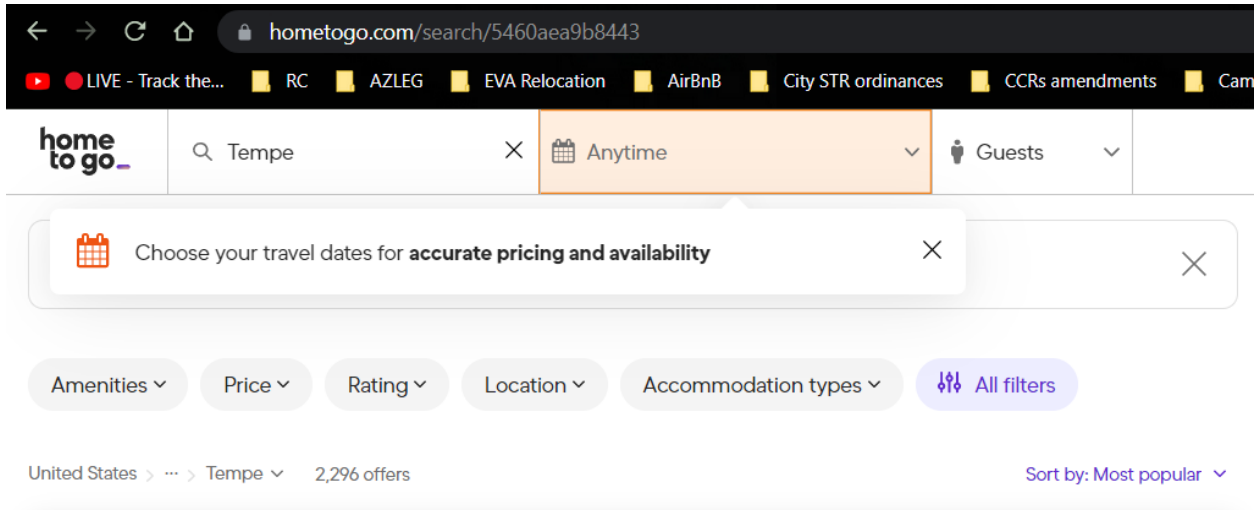 hometogo.com/search/5460aea9b8443
LIVE - Track the... RC AZLEG EVA Relocation AirBnB City STR ordinances CCRs amendments Cam
home
to go_
Tempe Anytime Guests
Choose your travel dates for accurate pricing and availability
Amenities Price Rating Location Accommodation types All filters
United States > ... > Tempe 2,296 offers Sort by: Most popular